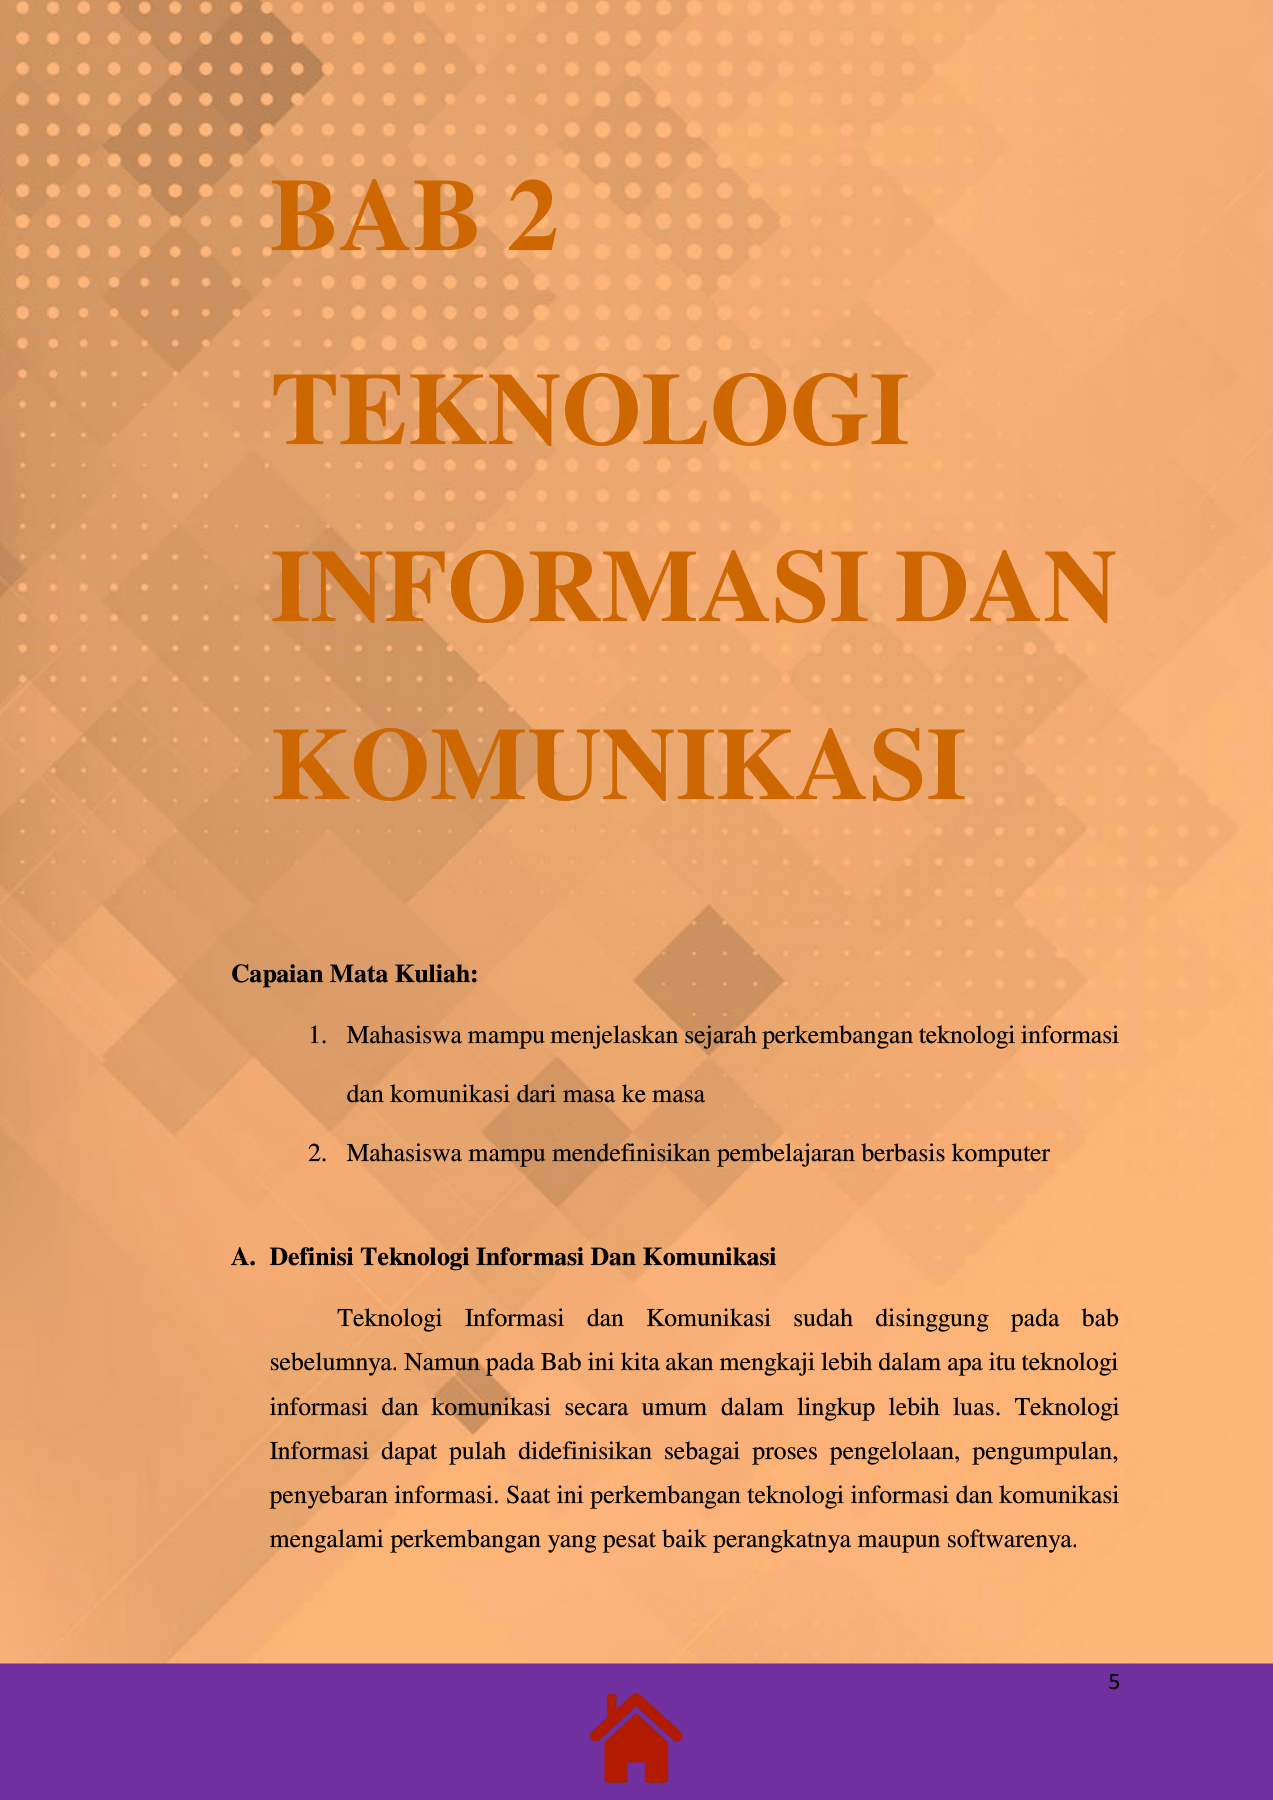 BAB 2
TEKNOLOGI
INFORMASI DAN
KOMUNIKASI
Capaian Mata Kuliah:
1. Mahasiswa mampu menjelaskan sejarah perkembangan teknologi informasi
dan komunikasi dari masa ke masa
2. Mahasiswa mampu mendefinisikan pembelajaran berbasis komputer
A. Definisi Teknologi Informasi Dan Komunikasi
Teknologi Informasi dan Komunikasi sudah disinggung pada bab
sebelumnya. Namun pada Bab ini kita akan mengkaji lebih dalam apa itu teknologi
informasi dan komunikasi secara umum dalam lingkup lebih luas. Teknologi
Informasi dapat pulah didefinisikan sebagai proses pengelolaan, pengumpulan,
penyebaran informasi. Saat ini perkembangan teknologi informasi dan komunikasi
mengalami perkembangan yang pesat baik perangkatnya maupun softwarenya.
5